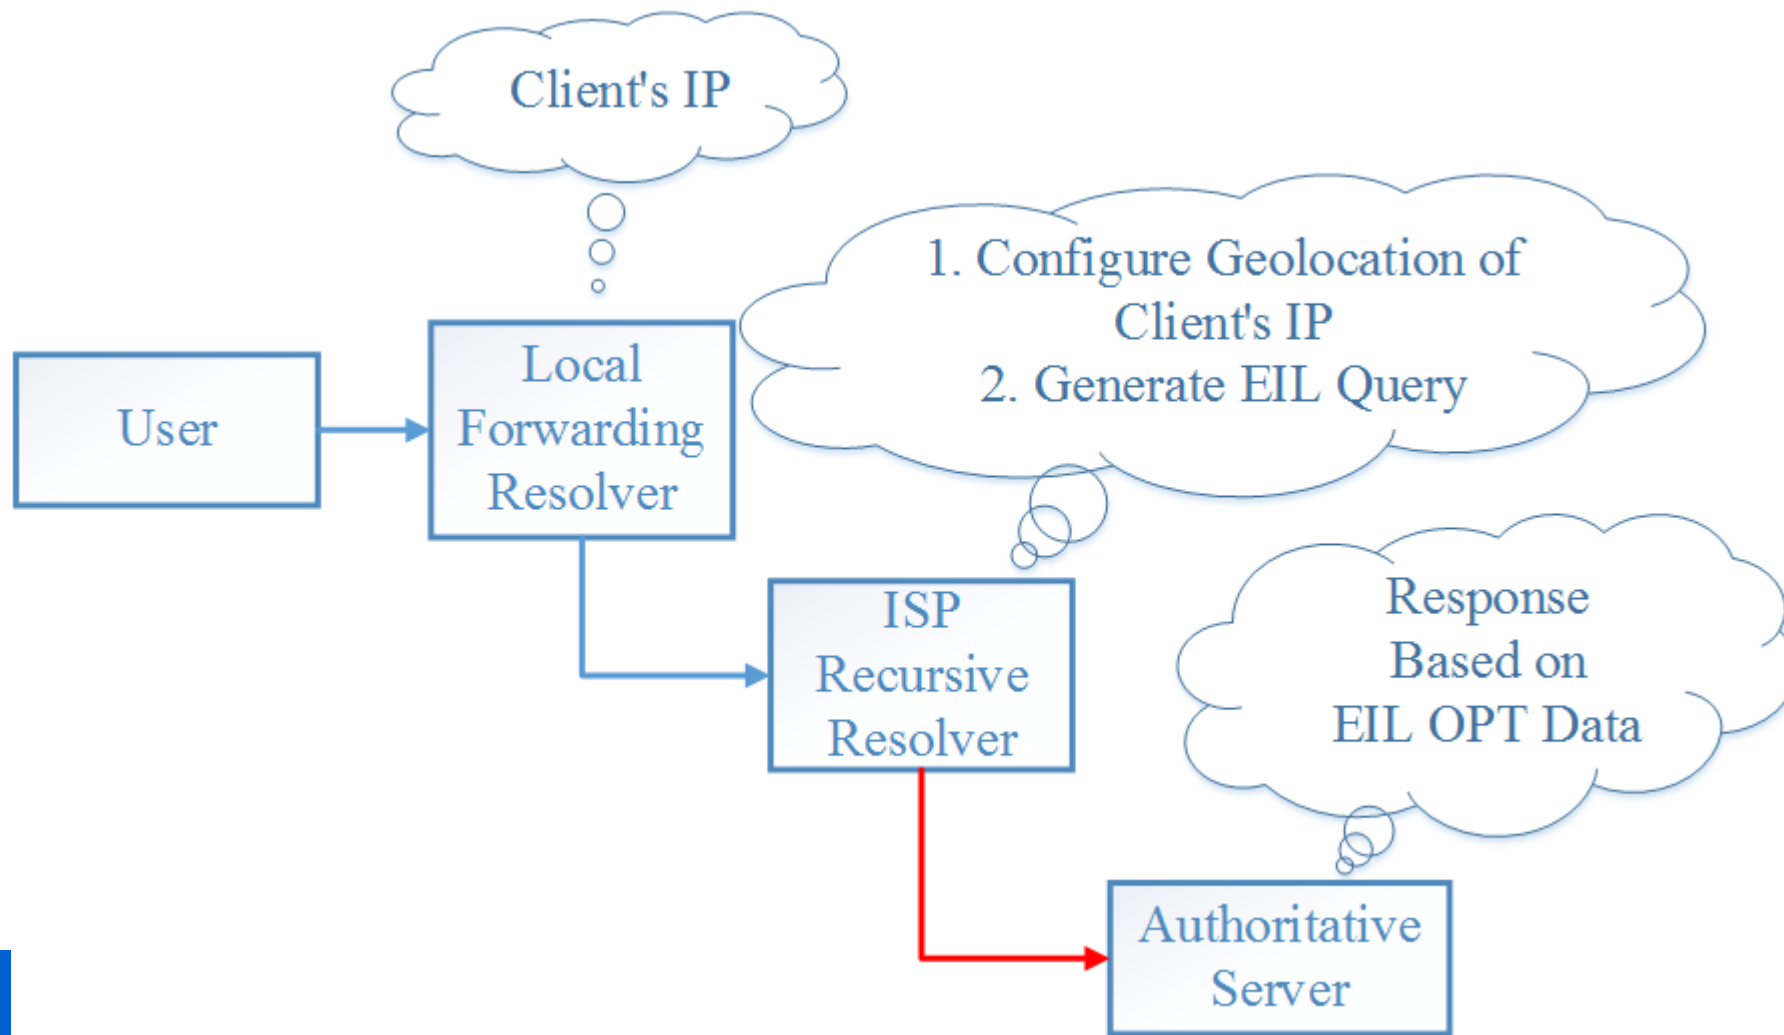 Client's IP
1. Configure Geolocation of
Client's IP
2. Generate EIL Query
User
Local
Forwarding
Resolver
ISP
Recursive
Resolver
Response
Based on
EIL OPT Data
Authoritative
Server